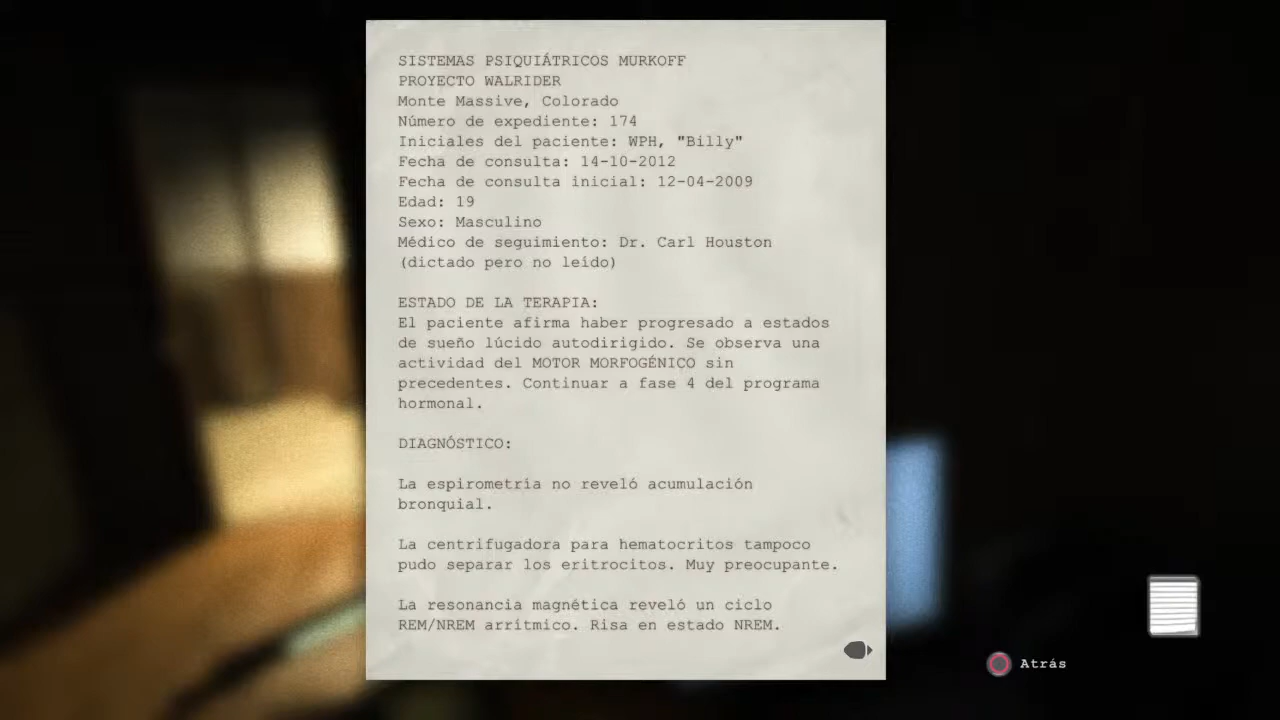 SISTEMAS PSIQUIÁTRICOS MURKOFF
PROYECTO WALRIDER
Monte Massive, Colorado
Número de expediente: 174
Iniciales del paciente: WPH, "Billy"
Fecha de consulta: 14-10-2012
Fecha de consulta inicial: 12-04-2009
Edad: 19
Sexo: Masculino
Médico de seguimiento: Dr. Carl Houston
(dictado pero no leído)
ESTADO DE LA TERAPIA:
El paciente afirma haber progresado a estados
de sueño lúcido autodirigido. Se observa una
actividad del MOTOR MORFOGÉNICO sin
precedentes. Continuar a fase 4 del programa
hormonal.
DIAGNÓSTICO:
La espirometría no reveló acumulación
bronquial.
La centrifugadora para hematocritos tampoco
pudo separar los eritrocitos. Muy preocupante.
La resonancia magnética reveló un ciclo
REM/NREM arrítmico. Risa en estado NREM.
Atrás